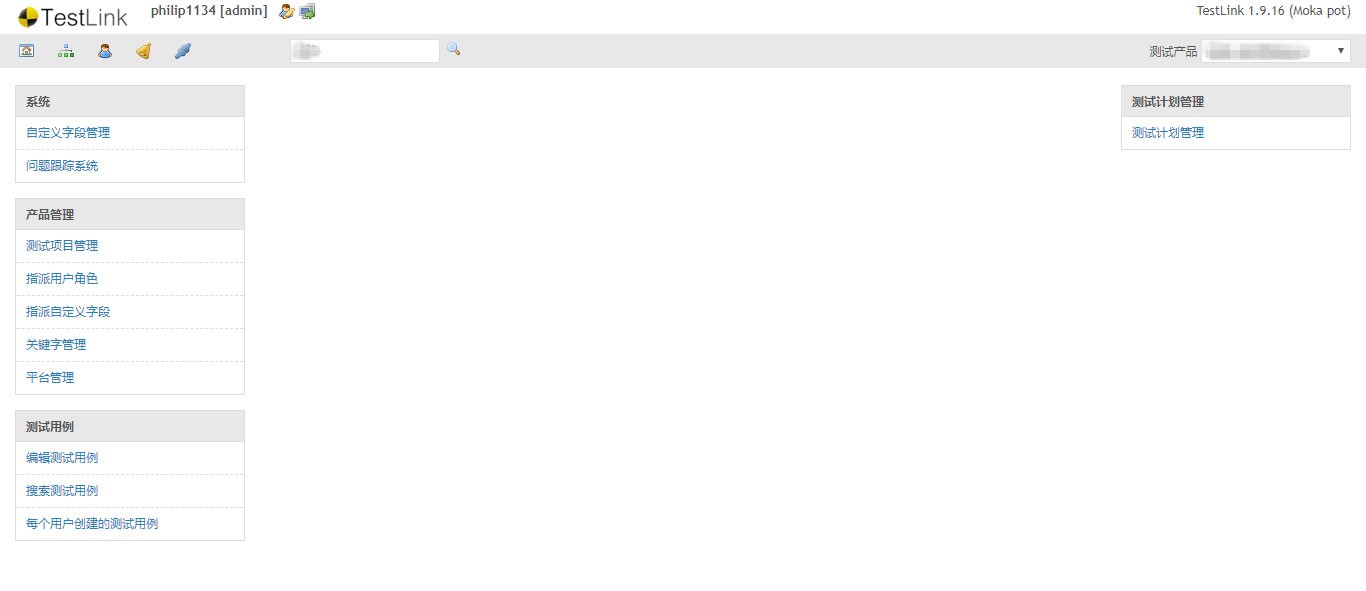 TestLink
philip1134 [admin]
TestLink 1.9.16 (Moka pot)
测试产品
系统
自定义字段管理
问题跟踪系统
产品管理
测试项目管理
指派用户角色
指派自定义字段
关键字管理
平台管理
测试用例
编辑测试用例
搜索测试用例
每个用户创建的测试用例
测试计划管理
测试计划管理